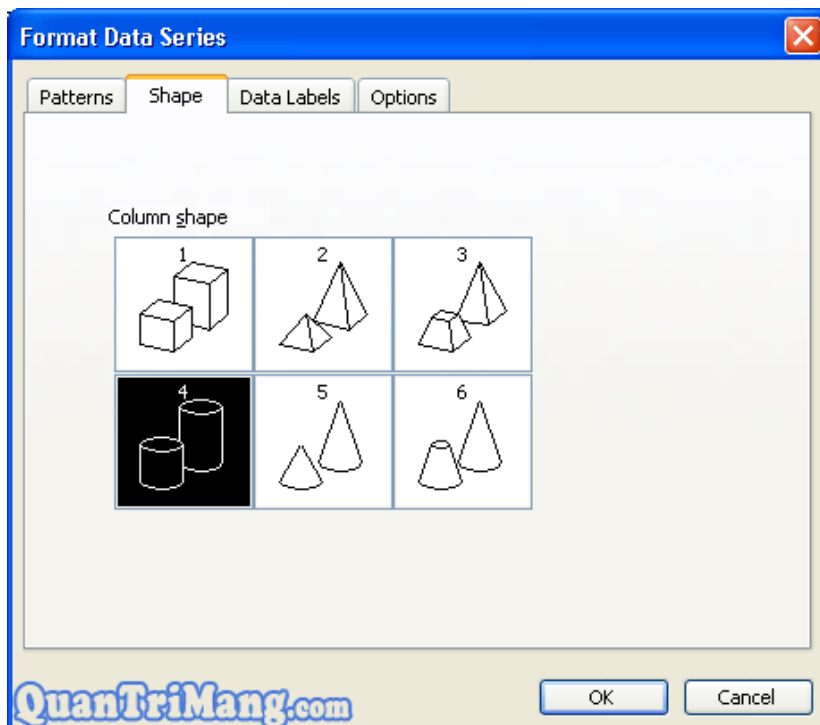 Format Data Series
Patterns Shape Data Labels Options
Column shape
1 2 3
4 5 6
QuanTriMang.com
OK Cancel